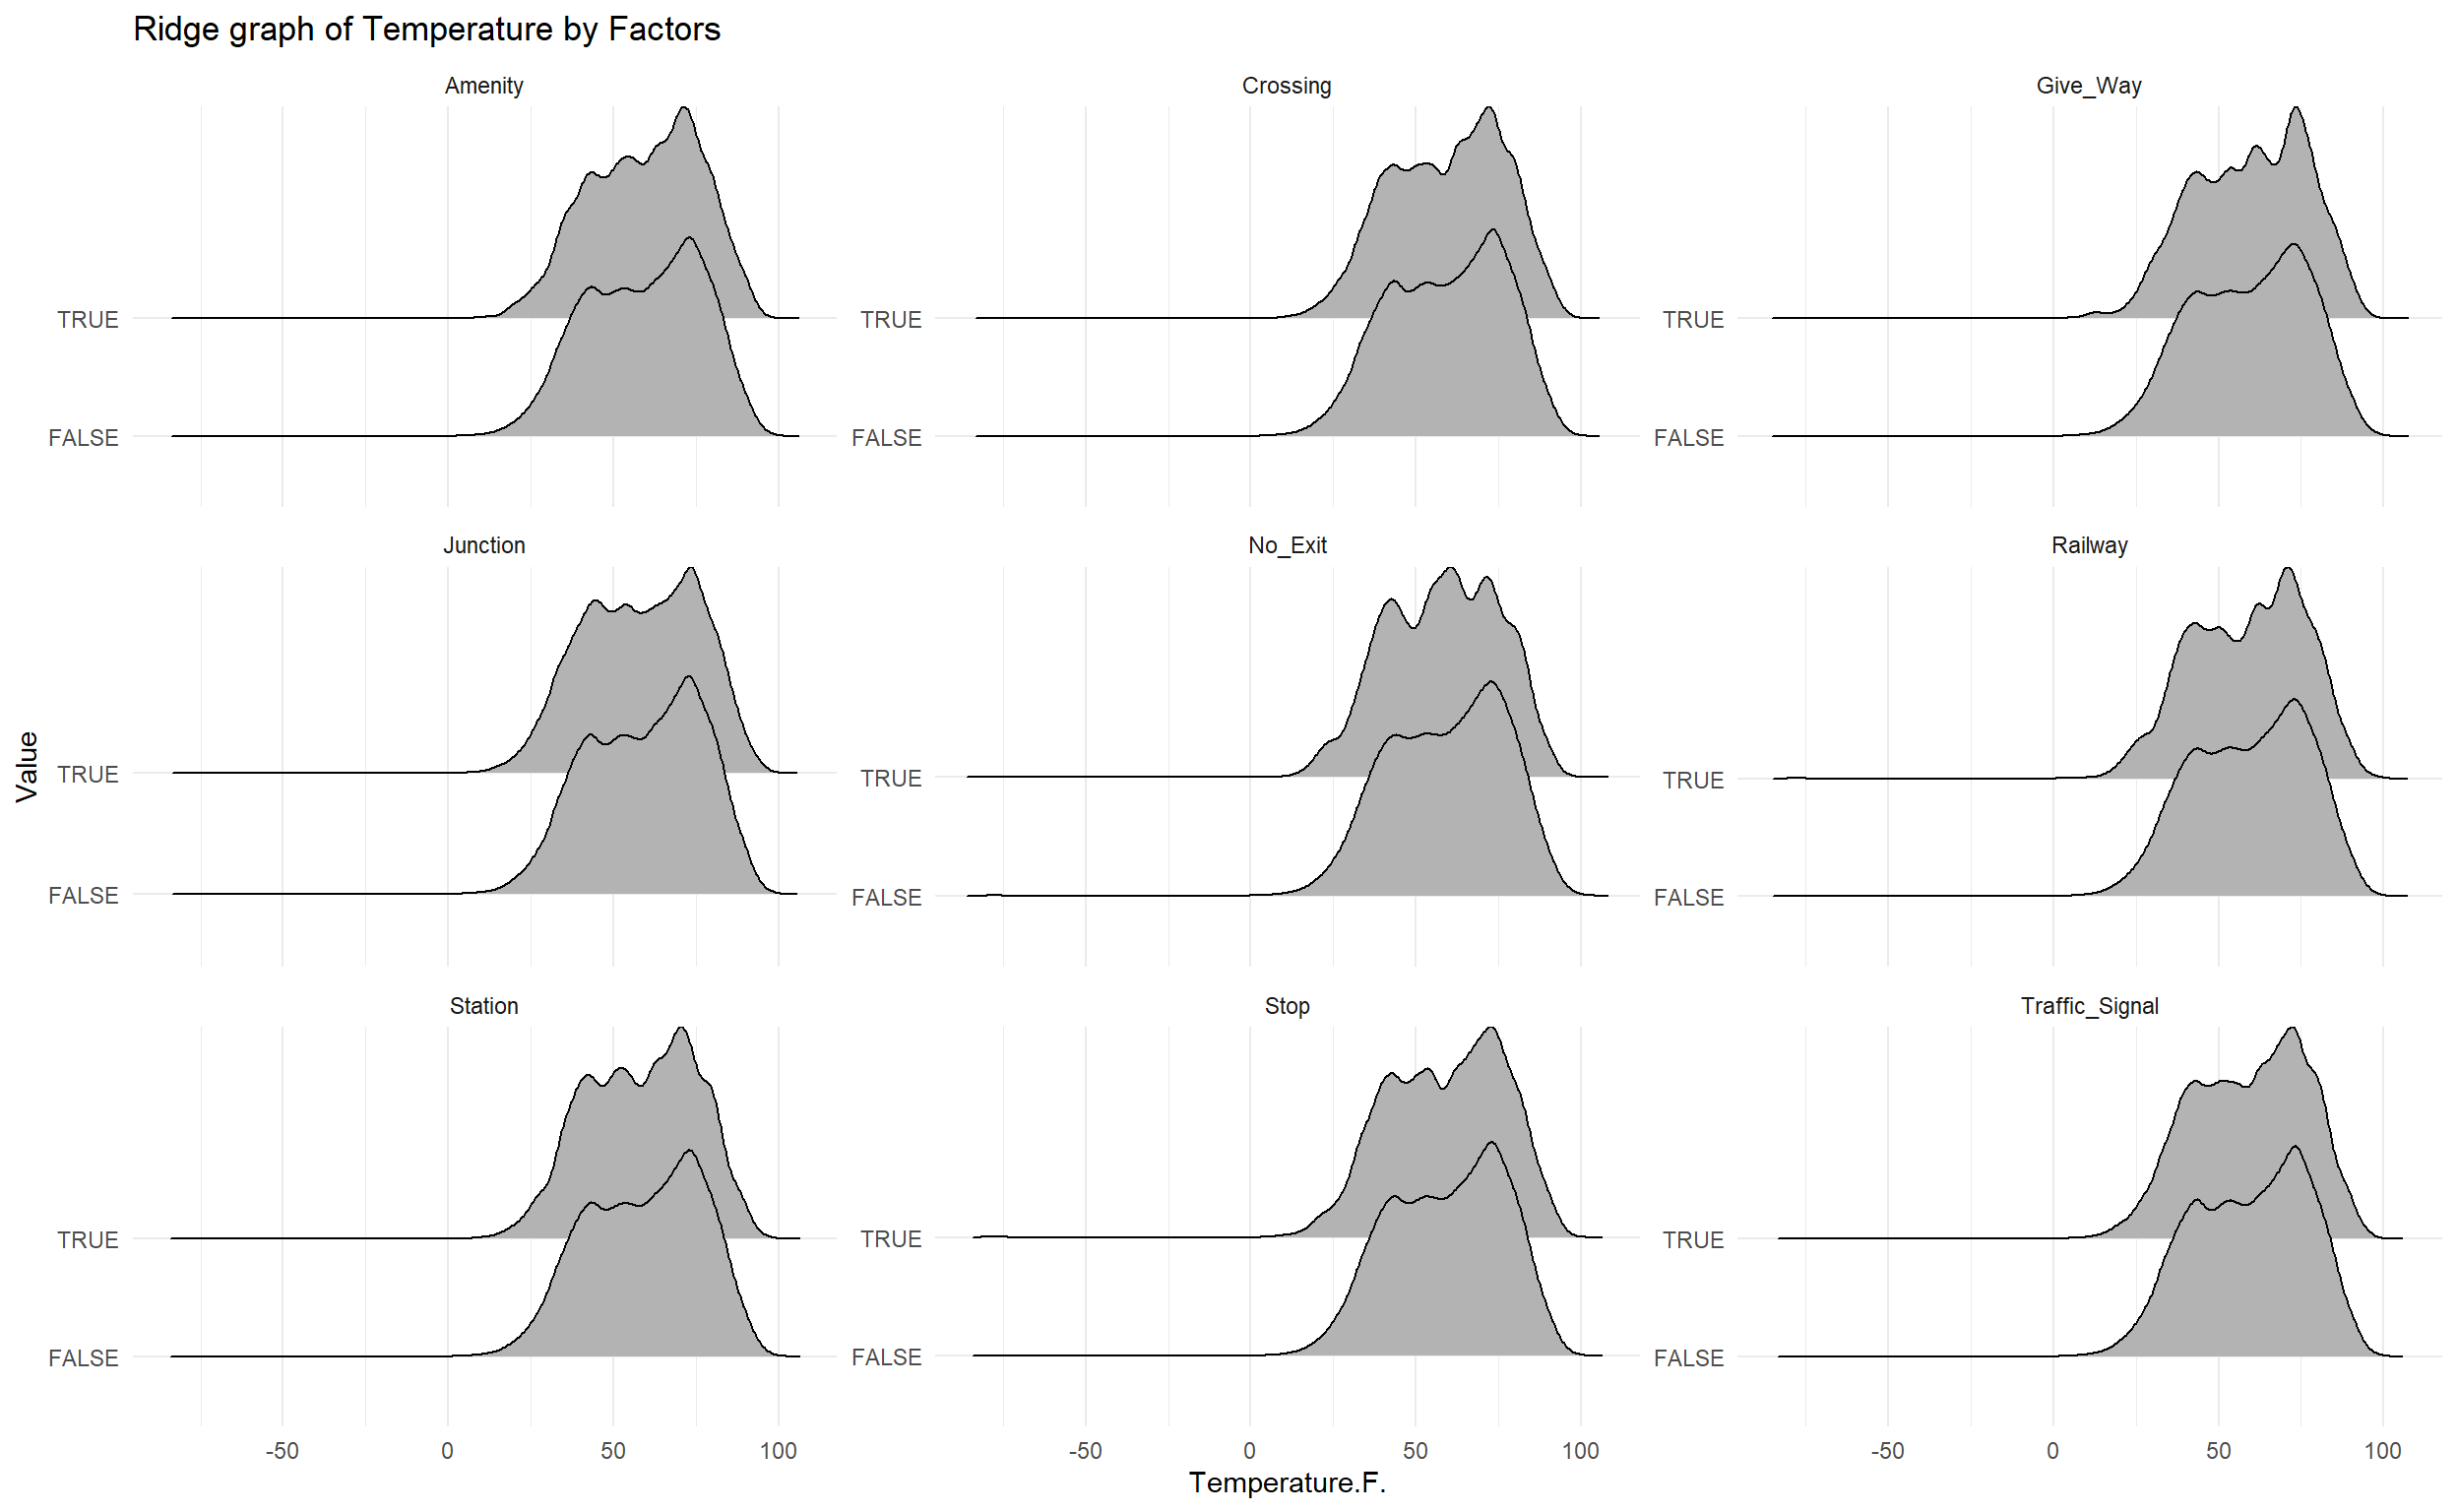 Ridge graph of Temperature by Factors
Amenity
Crossing
Give_Way
TRUE
FALSE
TRUE
FALSE
TRUE
FALSE
Junction
No_Exit
Railway
Value
TRUE
FALSE
TRUE
FALSE
TRUE
FALSE
Station
Stop
Traffic_Signal
TRUE
FALSE
TRUE
FALSE
TRUE
FALSE
-50 0 50 100
-50 0 50 100
-50 0 50 100
Temperature.F.